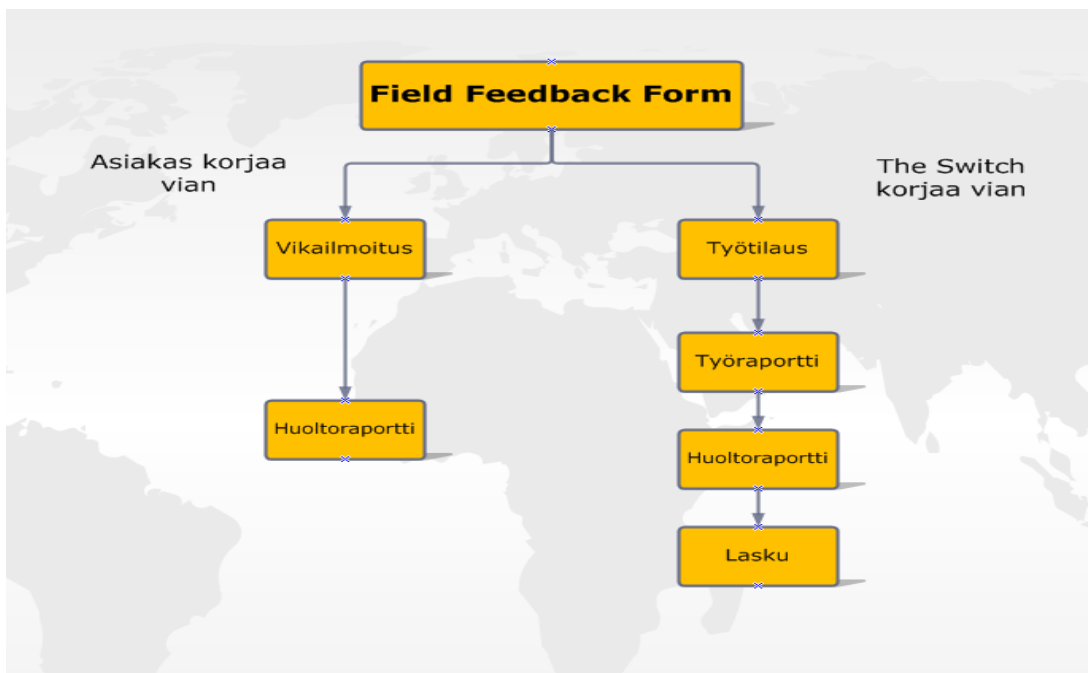 Field Feedback Form
Asiakas korjaa
vian
The Switch
korjaa vian
Vikailmoitus
Työtilaus
Työraportti
Huoltoraportti
Huoltoraportti
Lasku